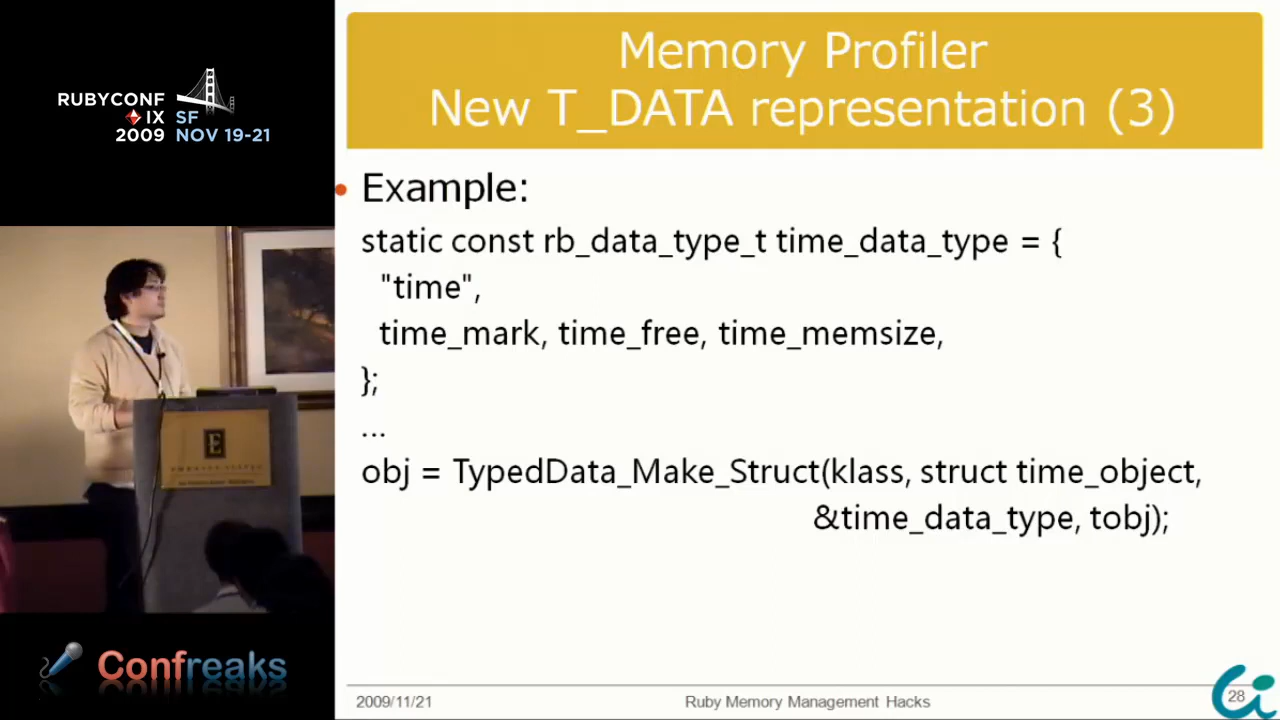 RUBYCONF
IX SF
2009 NOV 19-21
Memory Profiler
New T_DATA representation (3)
Example:
static const rb_data_type_t time_data_type = {
"time",
time_mark, time_free, time_memsize,
};
...
obj = TypedData_Make_Struct(klass, struct time_object,
&time_data_type, tobj);
E
Confreaks
2009/11/21 Ruby Memory Management Hacks 28